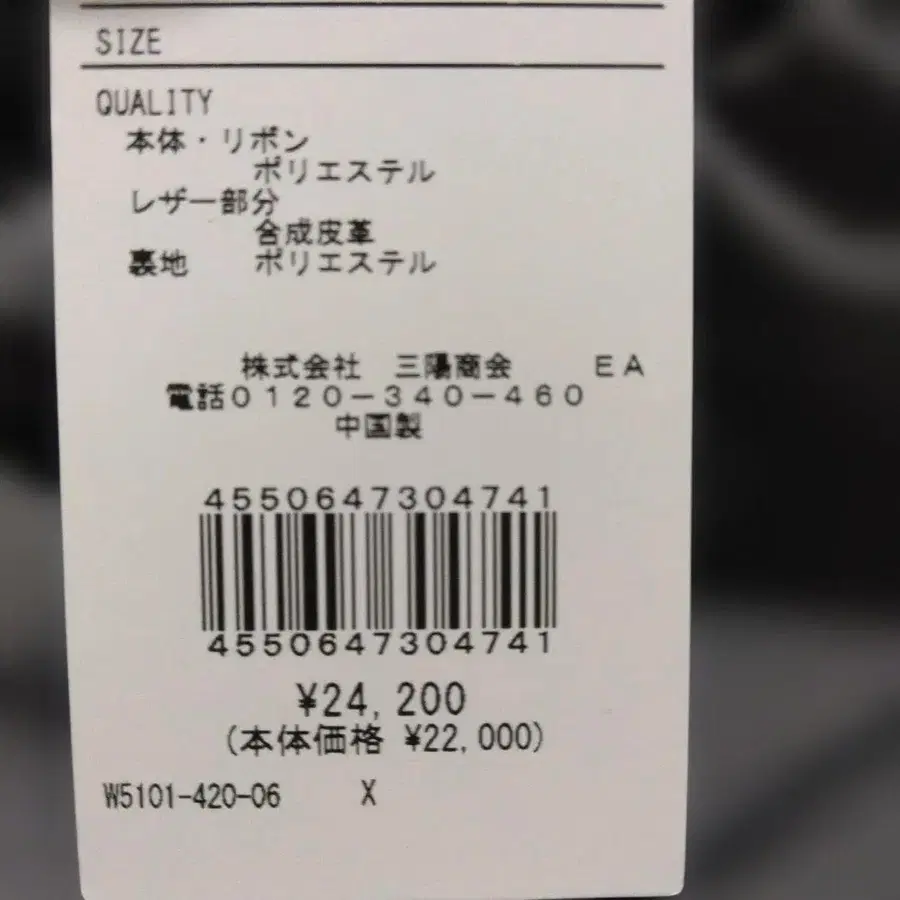 SIZE
QUALITY
本体・リボン
ポリエステル
レザー部分
合成皮革
裏地　　ポリエステル
株式会社　三陽商会　　ＥＡ
電話０１２０－３４０－４６０
中国製
4550647304741
4550647304741
¥24,200
(本体価格 ¥22,000)
W5101-420-06　　X